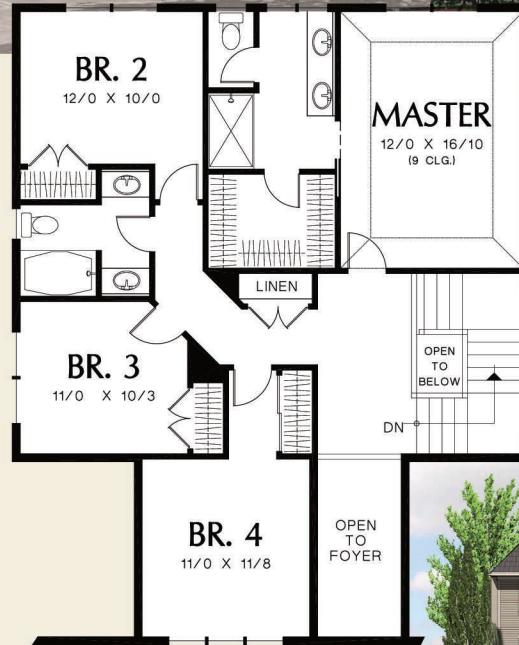 BR. 2
12/0 X 10/0
MASTER
12/0 X 16/10
(9 CLG.)
LINEN
BR. 3
11/0 X 10/3
OPEN
TO
BELOW
DN
BR. 4
11/0 X 11/8
OPEN
TO
FOYER